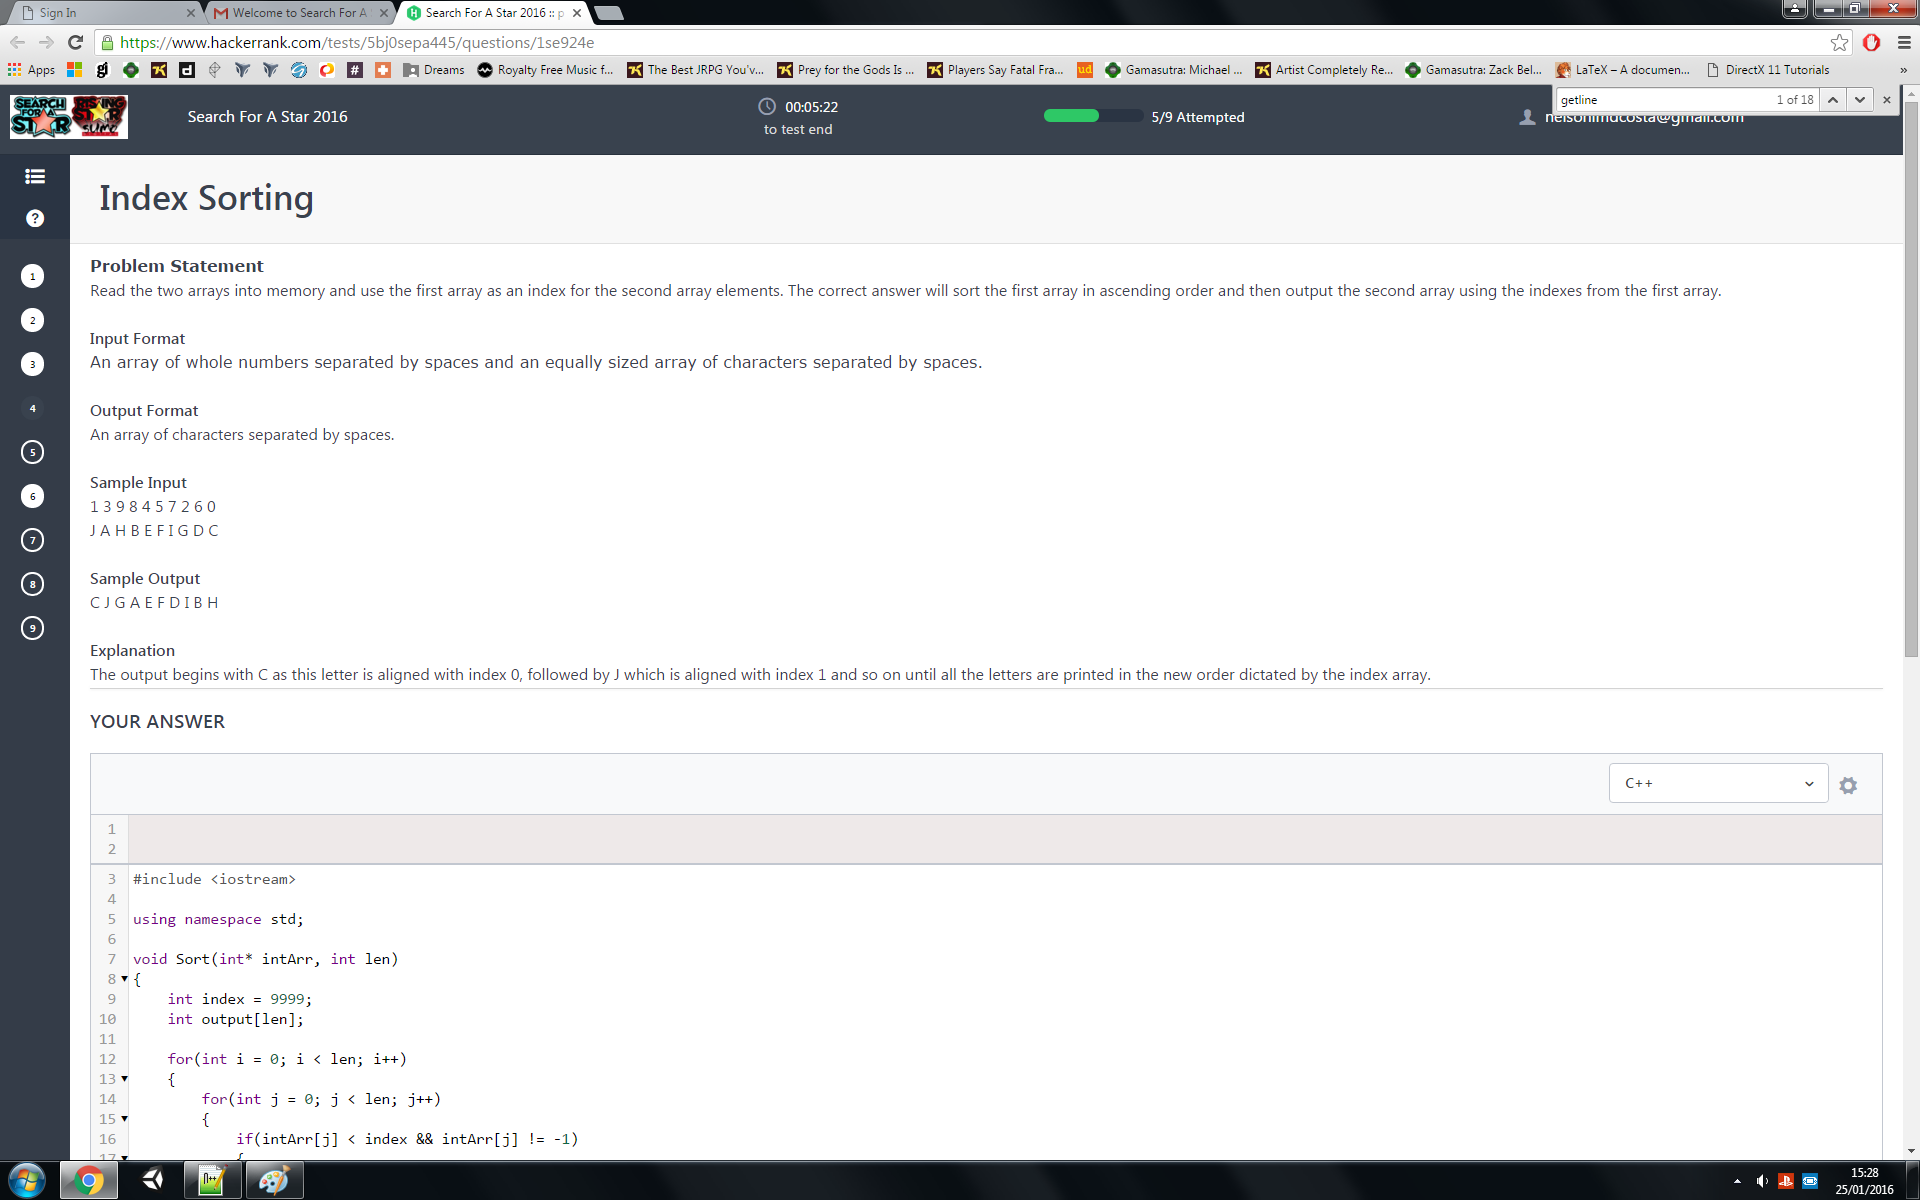 Sign In
Welcome to Search For A
Search For A Star 2016 :: p
https://www.hackerrank.com/tests/5bj0sepa445/questions/1se924e
Apps
Dreams
Royalty Free Music f...
The Best JRPG You'v...
Prey for the Gods Is ...
Players Say Fatal Fra...
ud
Gamasutra: Michael ...
Artist Completely Re...
Gamasutra: Zack Bel...
LaTeX – A documen...
DirectX 11 Tutorials
»
getline
1 of 18
SEARCH FOR A STAR
RISING STAR SUMO
Search For A Star 2016
00:05:22
to test end
5/9 Attempted
Index Sorting
1
2
3
4
5
6
7
8
9
Problem Statement
Read the two arrays into memory and use the first array as an index for the second array elements. The correct answer will sort the first array in ascending order and then output the second array using the indexes from the first array.
Input Format
An array of whole numbers separated by spaces and an equally sized array of characters separated by spaces.
Output Format
An array of characters separated by spaces.
Sample Input
1 3 9 8 4 5 7 2 6 0
J A H B E F I G D C
Sample Output
C J G A E F D I B H
Explanation
The output begins with C as this letter is aligned with index 0, followed by J which is aligned with index 1 and so on until all the letters are printed in the new order dictated by the index array.
YOUR ANSWER
C++
1
2
3 #include <iostream>
4
5 using namespace std;
6
7 void Sort(int* intArr, int len)
8 {
9 int index = 9999;
10 int output[len];
11
12 for(int i = 0; i < len; i++)
13 {
14 for(int j = 0; j < len; j++)
15 {
16 if(intArr[j] < index && intArr[j] != -1)
17 {
15:28
25/01/2016